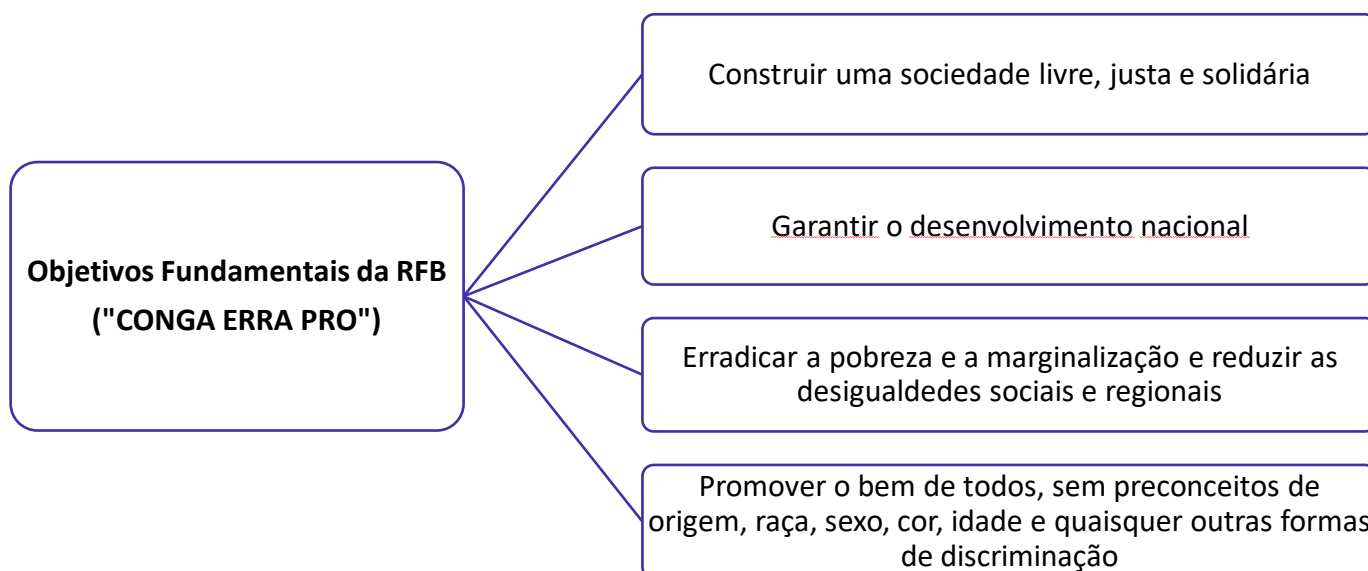 Construir uma sociedade livre, justa e solidária
Garantir o desenvolvimento nacional
Objetivos Fundamentais da RFB
("CONGA ERRA PRO")
Erradicar a pobreza e a marginalização e reduzir as
desigualdedes sociais e regionais
Promover o bem de todos, sem preconceitos de
origem, raça, sexo, cor, idade e quaisquer outras formas
de discriminação